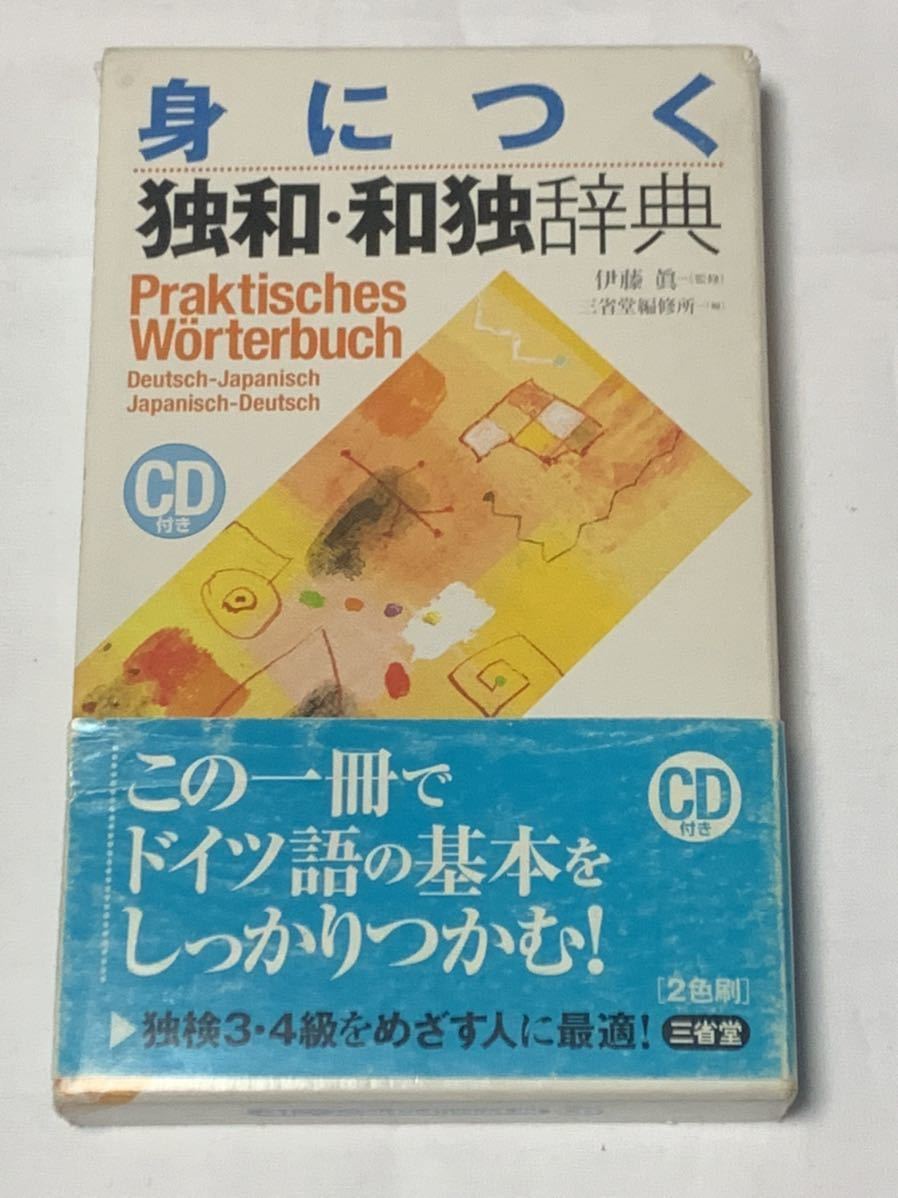 身につく
独和・和独辞典
伊藤 眞―(監修)
三省堂編修所―(編)
Praktisches
Wörterbuch
Deutsch-Japanisch
Japanisch-Deutsch
CD
付き
この一冊で
ドイツ語の基本を
しっかりつかむ!
CD
付き
[2色刷]
▶独検3・4級をめざす人に最適!
三省堂